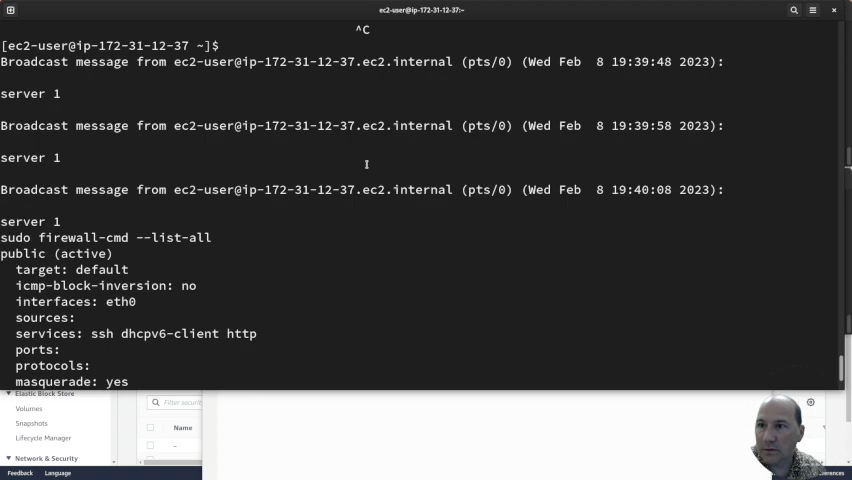 ec2-user@ip-172-31-12-37:~
^C
[ec2-user@ip-172-31-12-37 ~]$
Broadcast message from ec2-user@ip-172-31-12-37.ec2.internal (pts/0) (Wed Feb  8 19:39:48 2023):
server 1
Broadcast message from ec2-user@ip-172-31-12-37.ec2.internal (pts/0) (Wed Feb  8 19:39:58 2023):
server 1
Broadcast message from ec2-user@ip-172-31-12-37.ec2.internal (pts/0) (Wed Feb  8 19:40:08 2023):
server 1
sudo firewall-cmd --list-all
public (active)
target: default
icmp-block-inversion: no
interfaces: eth0
sources:
services: ssh dhcpv6-client http
ports:
protocols:
masquerade: yes
Elastic Block Store
Volumes
Snapshots
Lifecycle Manager
Network & Security
Filter securit
Name
–
Feedback
Language